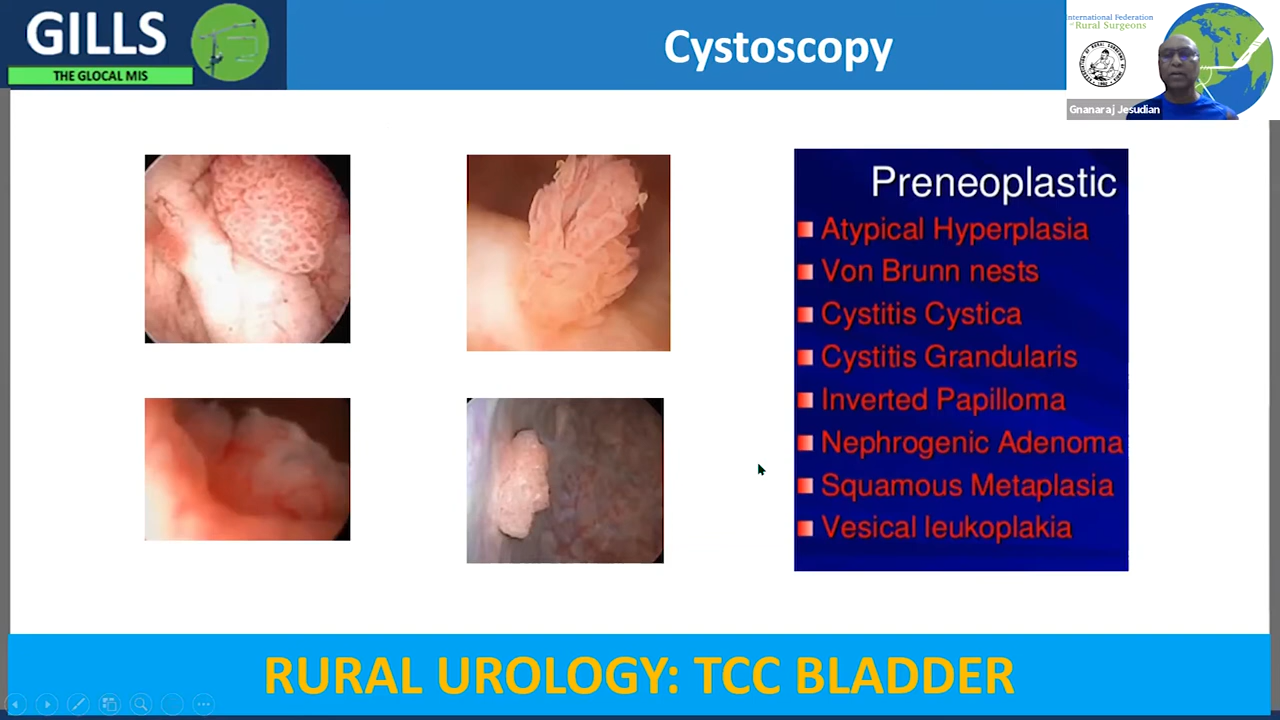 GILLS
THE GLOCAL MIS
Cystoscopy
International Federation
of Rural Surgeons
Gnanaraj Jesudian
Preneoplastic
Atypical Hyperplasia
Von Brunn nests
Cystitis Cystica
Cystitis Grandularis
Inverted Papilloma
Nephrogenic Adenoma
Squamous Metaplasia
Vesical leukoplakia
RURAL UROLOGY: TCC BLADDER